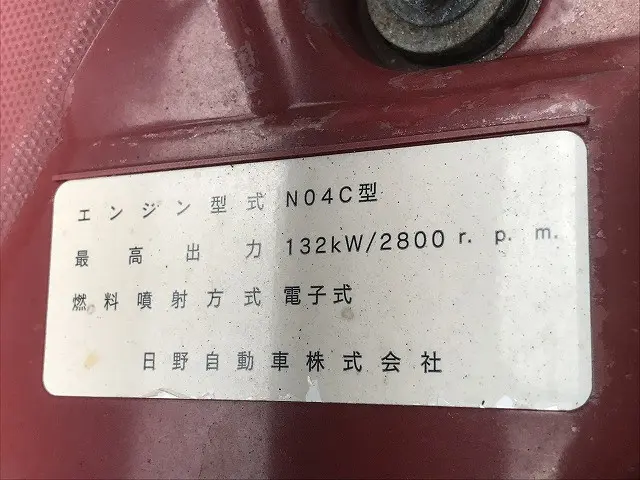 エンジン型式 N04C型
最高出力 132kW/2800 r. p. m.
燃料噴射方式 電子式
日野自動車株式会社